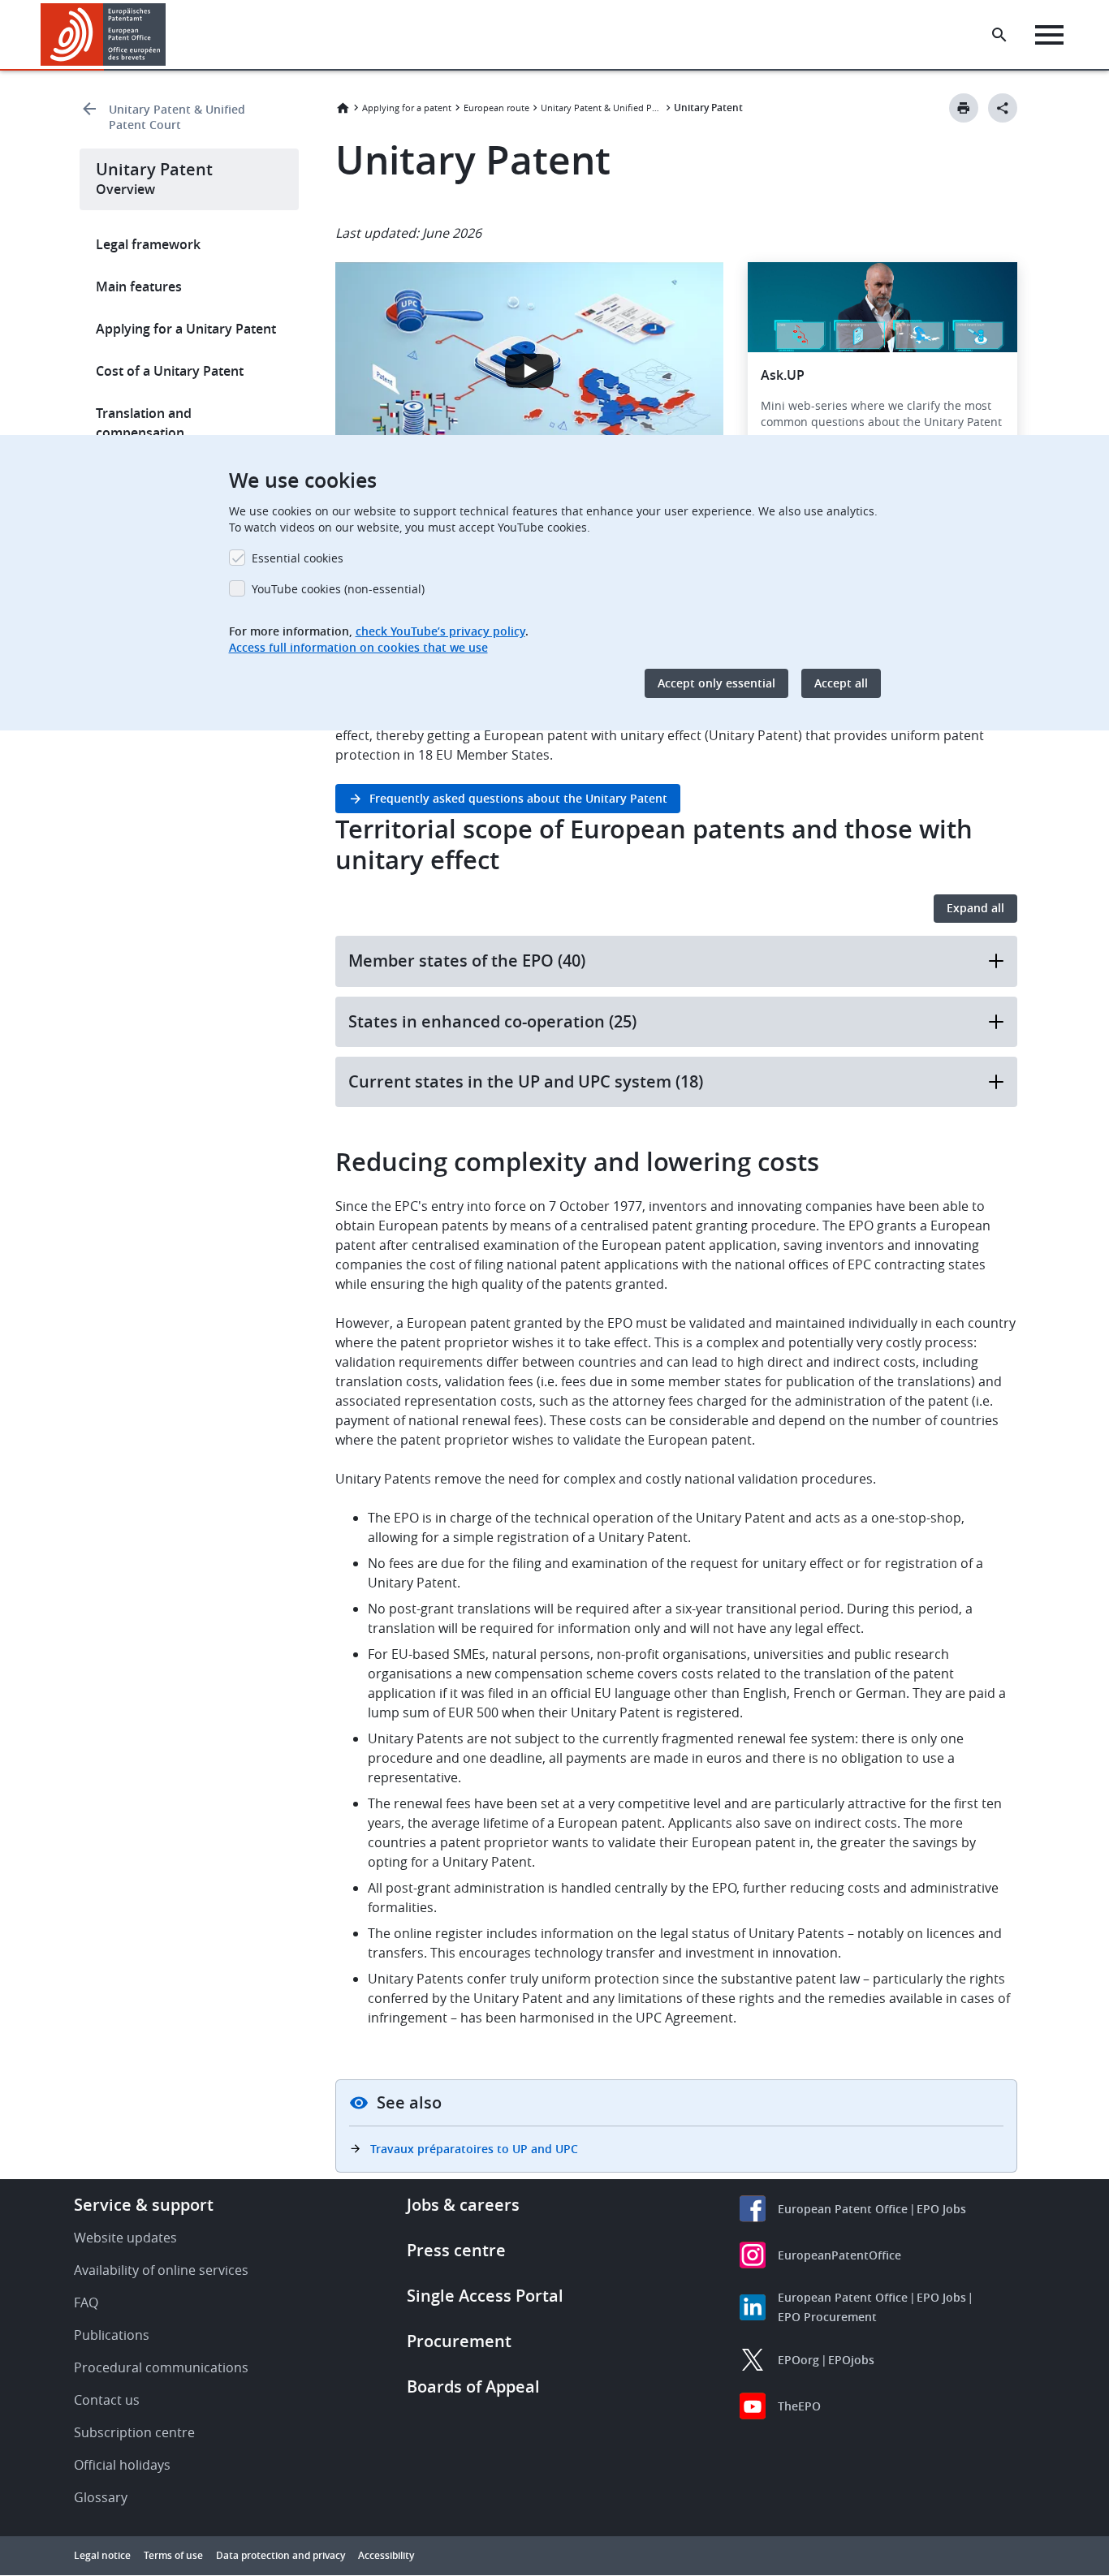 Europäisches
Patentamt
European
Patent Office
Office européen
des brevets
Unitary Patent & Unified
Patent Court
Unitary Patent
Overview
Legal framework
Main features
Applying for a Unitary Patent
Cost of a Unitary Patent
Translation and
compensation
Applying for a patent
European route
Unitary Patent & Unified P...
Unitary Patent
Unitary Patent
Last updated: June 2026
UPC
Patent
Ask.UP
Mini web-series where we clarify the most
common questions about the Unitary Patent
We use cookies
We use cookies on our website to support technical features that enhance your user experience. We also use analytics.
To watch videos on our website, you must accept YouTube cookies.
Essential cookies
YouTube cookies (non-essential)
For more information, check YouTube's privacy policy.
Access full information on cookies that we use
Accept only essential
Accept all
effect, thereby getting a European patent with unitary effect (Unitary Patent) that provides uniform patent
protection in 18 EU Member States.
Frequently asked questions about the Unitary Patent
Territorial scope of European patents and those with
unitary effect
Expand all
Member states of the EPO (40)
States in enhanced co-operation (25)
Current states in the UP and UPC system (18)
Reducing complexity and lowering costs
Since the EPC's entry into force on 7 October 1977, inventors and innovating companies have been able to
obtain European patents by means of a centralised patent granting procedure. The EPO grants a European
patent after centralised examination of the European patent application, saving inventors and innovating
companies the cost of filing national patent applications with the national offices of EPC contracting states
while ensuring the high quality of the patents granted.
However, a European patent granted by the EPO must be validated and maintained individually in each country
where the patent proprietor wishes it to take effect. This is a complex and potentially very costly process:
validation requirements differ between countries and can lead to high direct and indirect costs, including
translation costs, validation fees (i.e. fees due in some member states for publication of the translations) and
associated representation costs, such as the attorney fees charged for the administration of the patent (i.e.
payment of national renewal fees). These costs can be considerable and depend on the number of countries
where the patent proprietor wishes to validate the European patent.
Unitary Patents remove the need for complex and costly national validation procedures.
The EPO is in charge of the technical operation of the Unitary Patent and acts as a one-stop-shop,
allowing for a simple registration of a Unitary Patent.
No fees are due for the filing and examination of the request for unitary effect or for registration of a
Unitary Patent.
No post-grant translations will be required after a six-year transitional period. During this period, a
translation will be required for information only and will not have any legal effect.
For EU-based SMEs, natural persons, non-profit organisations, universities and public research
organisations a new compensation scheme covers costs related to the translation of the patent
application if it was filed in an official EU language other than English, French or German. They are paid a
lump sum of EUR 500 when their Unitary Patent is registered.
Unitary Patents are not subject to the currently fragmented renewal fee system: there is only one
procedure and one deadline, all payments are made in euros and there is no obligation to use a
representative.
The renewal fees have been set at a very competitive level and are particularly attractive for the first ten
years, the average lifetime of a European patent. Applicants also save on indirect costs. The more
countries a patent proprietor wants to validate their European patent in, the greater the savings by
opting for a Unitary Patent.
All post-grant administration is handled centrally by the EPO, further reducing costs and administrative
formalities.
The online register includes information on the legal status of Unitary Patents – notably on licences and
transfers. This encourages technology transfer and investment in innovation.
Unitary Patents confer truly uniform protection since the substantive patent law – particularly the rights
conferred by the Unitary Patent and any limitations of these rights and the remedies available in cases of
infringement – has been harmonised in the UPC Agreement.
See also
Travaux préparatoires to UP and UPC
Service & support
Website updates
Availability of online services
FAQ
Publications
Procedural communications
Contact us
Subscription centre
Official holidays
Glossary
Jobs & careers
Press centre
Single Access Portal
Procurement
Boards of Appeal
European Patent Office | EPO Jobs
EuropeanPatentOffice
European Patent Office | EPO Jobs |
EPO Procurement
EPOorg | EPOjobs
TheEPO
Legal notice
Terms of use
Data protection and privacy
Accessibility